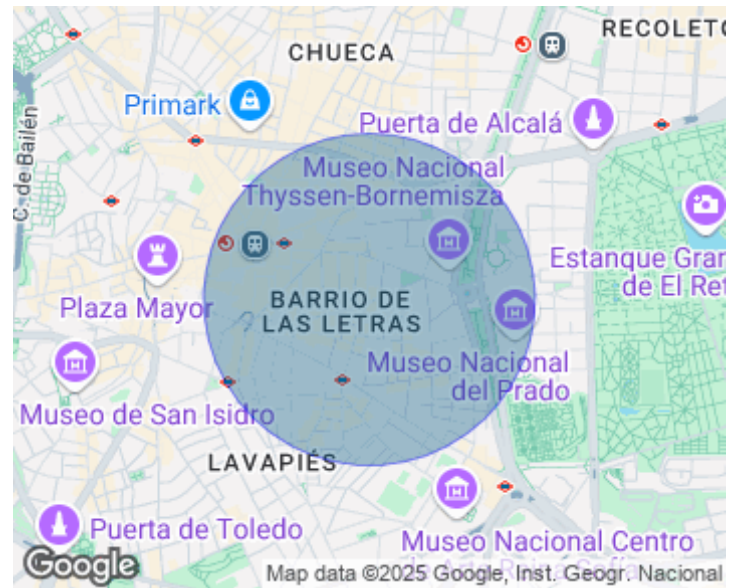 RECOLETO
CHUECA
Primark
C. de Bailén
Puerta de Alcalá
Museo Nacional
Thyssen-Bornemisza
Estanque Gran
de El Ret
Plaza Mayor
BARRIO DE
LAS LETRAS
Museo Nacional
del Prado
Museo de San Isidro
LAVAPIÉS
Puerta de Toledo
Museo Nacional Centro
Google
Map data ©2025 Google, Inst. Geogr. Nacional